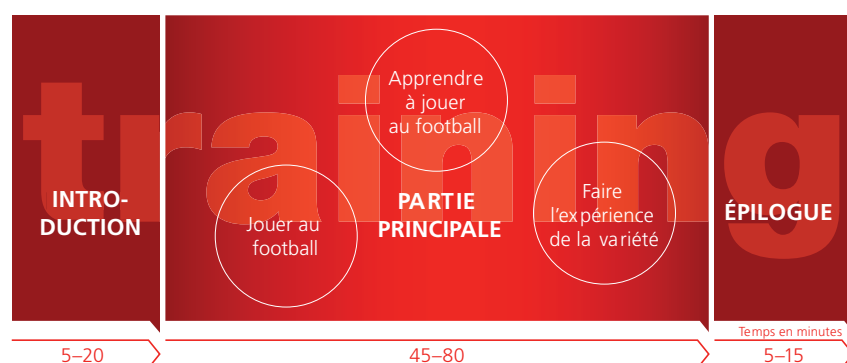 training
INTRO-
DUCTION
Apprendre
à jouer
au football
Jouer au
football
PARTIE
PRINCIPALE
Faire
l'expérience
de la variété
ÉPILOGUE
Temps en minutes
5–20
45–80
5–15